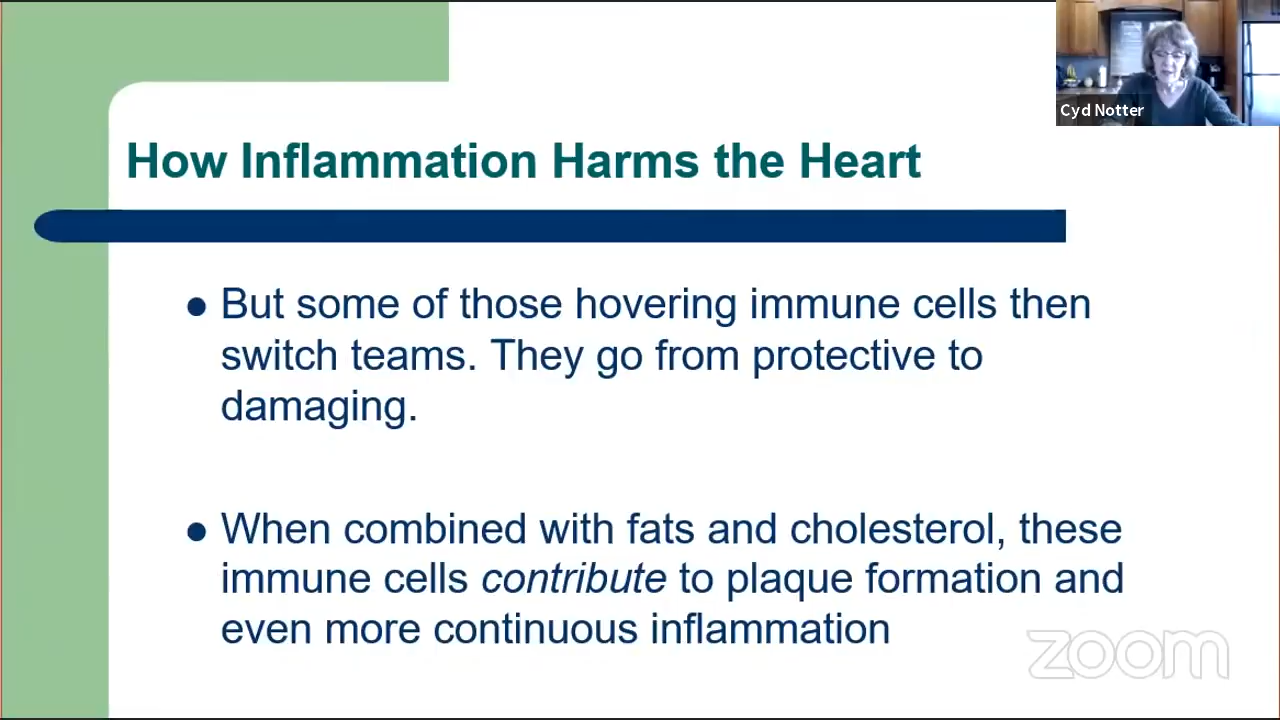 Cyd Notter
How Inflammation Harms the Heart
● But some of those hovering immune cells then
switch teams. They go from protective to
damaging.
● When combined with fats and cholesterol, these
immune cells contribute to plaque formation and
even more continuous inflammation
zoom